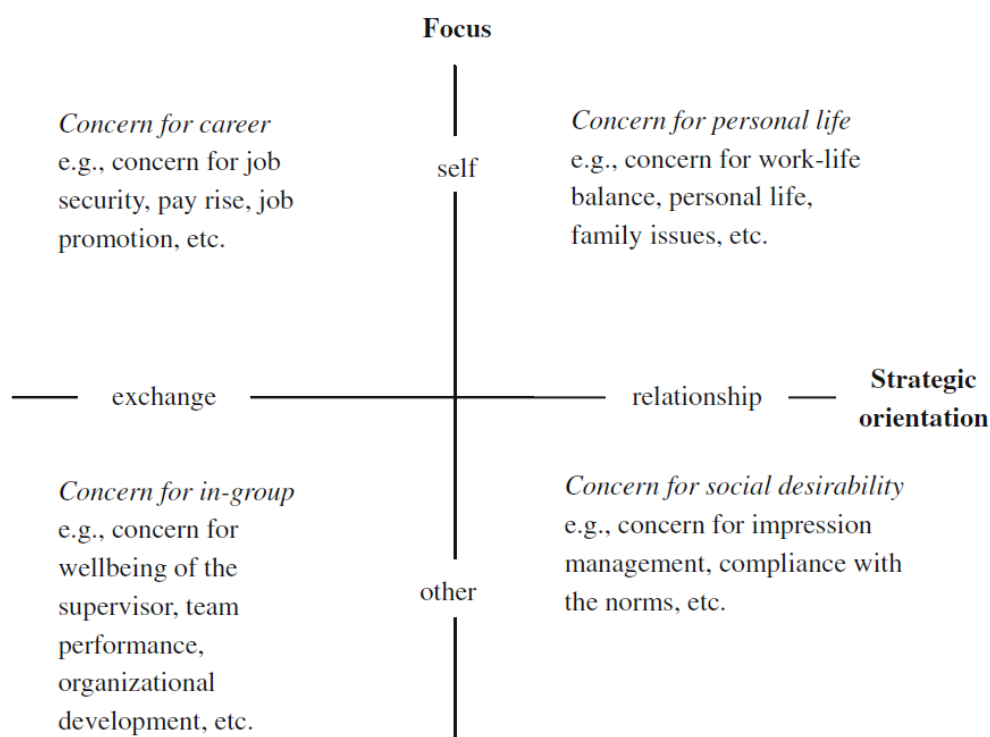 Focus
Concern for career
e.g., concern for job
security, pay rise, job
promotion, etc.
self
Concern for personal life
e.g., concern for work-life
balance, personal life,
family issues, etc.
exchange
relationship
Strategic
orientation
Concern for in-group
e.g., concern for
wellbeing of the
supervisor, team
performance,
organizational
development, etc.
other
Concern for social desirability
e.g., concern for impression
management, compliance with
the norms, etc.